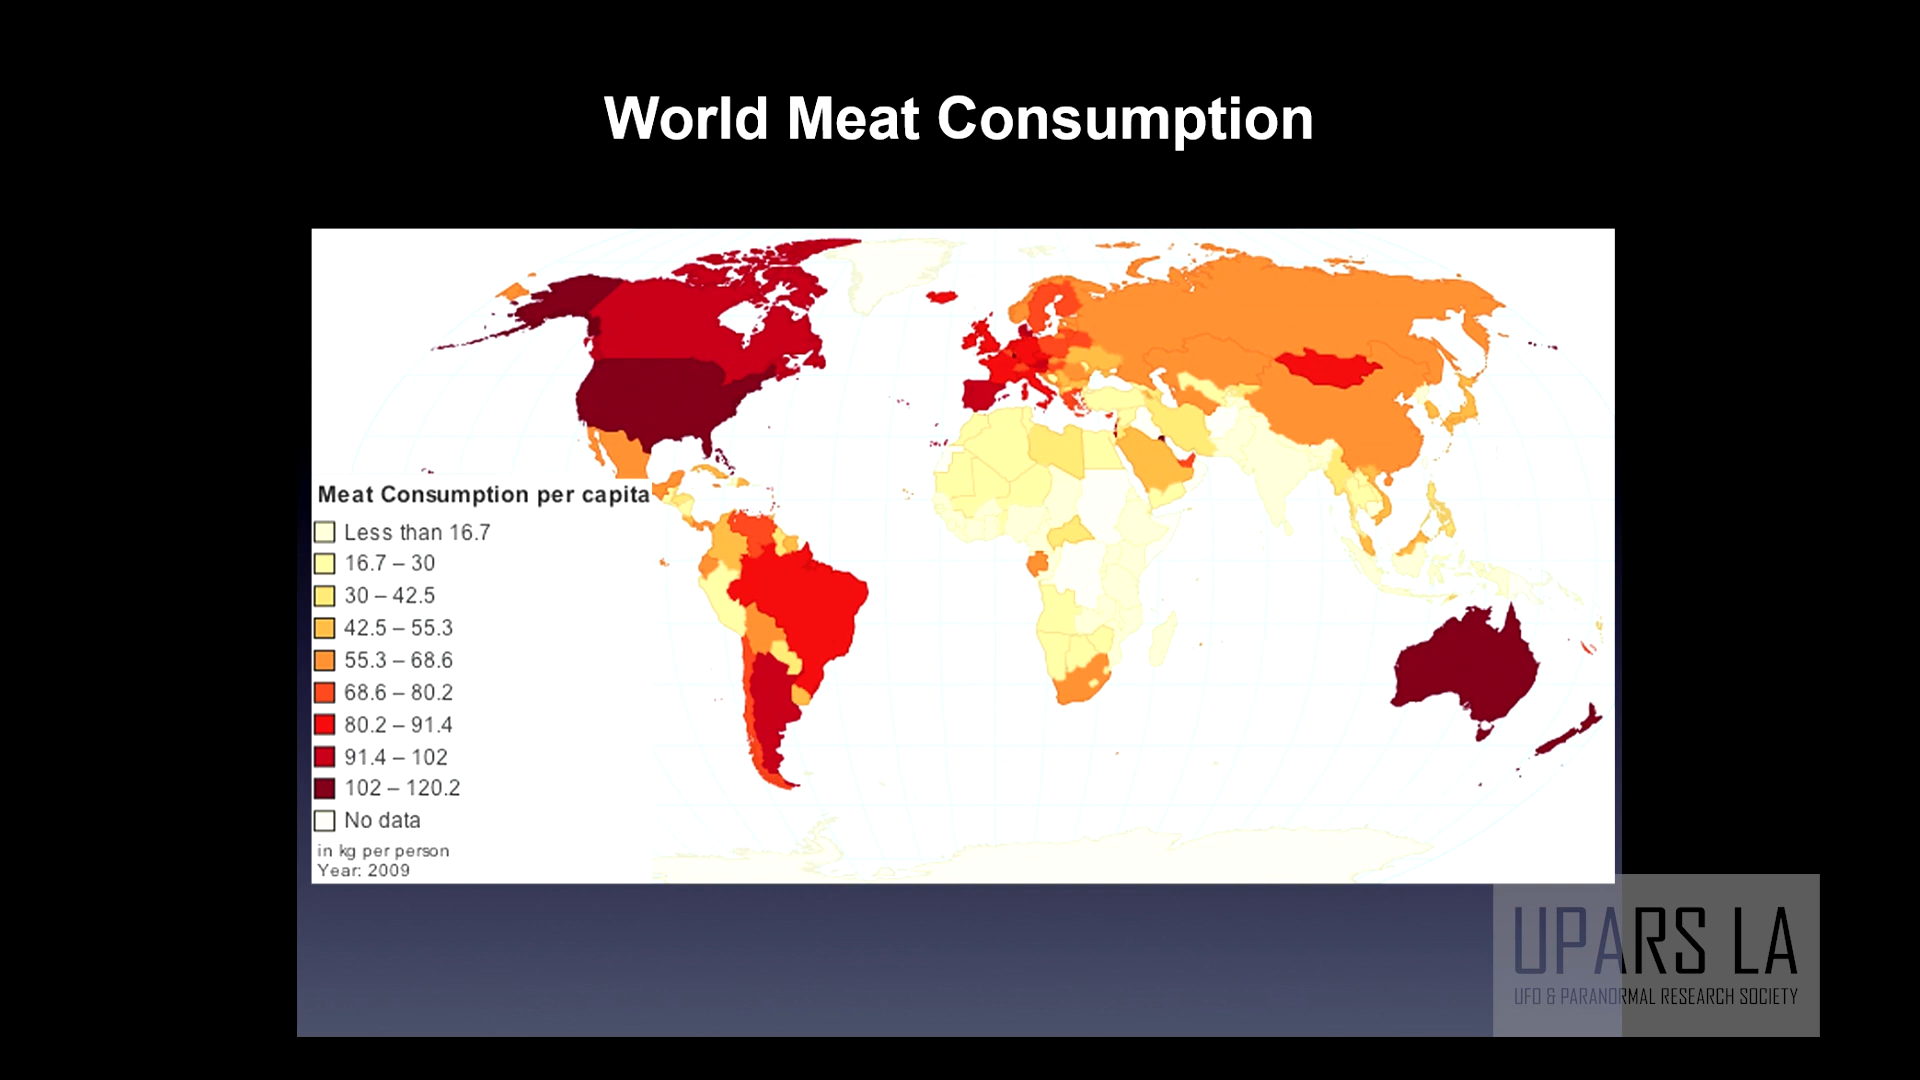 World Meat Consumption
Meat Consumption per capita
Less than 16.7
16.7 – 30
30 – 42.5
42.5 – 55.3
55.3 – 68.6
68.6 – 80.2
80.2 – 91.4
91.4 – 102
102 – 120.2
No data
in kg per person
Year: 2009
UPARS LA
UFO & PARANORMAL RESEARCH SOCIETY